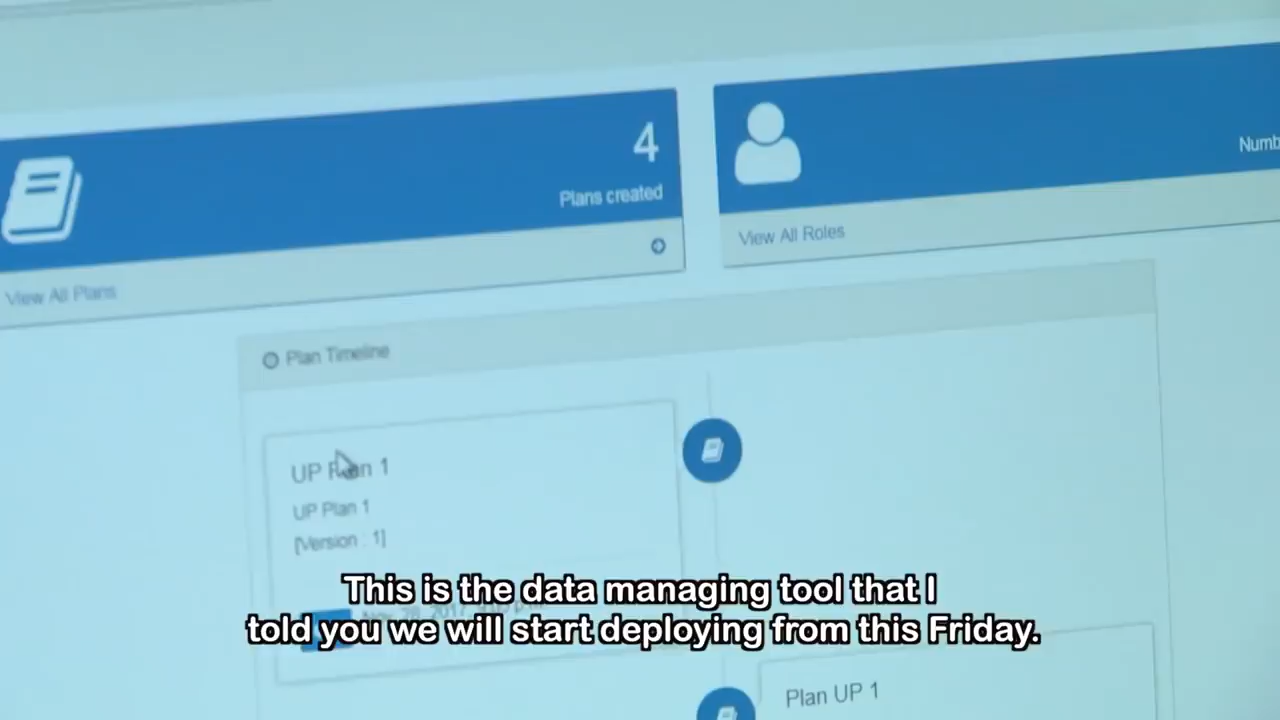 4
Plans created
View All Plans
Numb
View All Roles
Plan Timeline
UP Plan 1
UP Plan 1
[Version : 1]
This is the data managing tool that I
told you we will start deploying from this Friday.
Plan UP 1